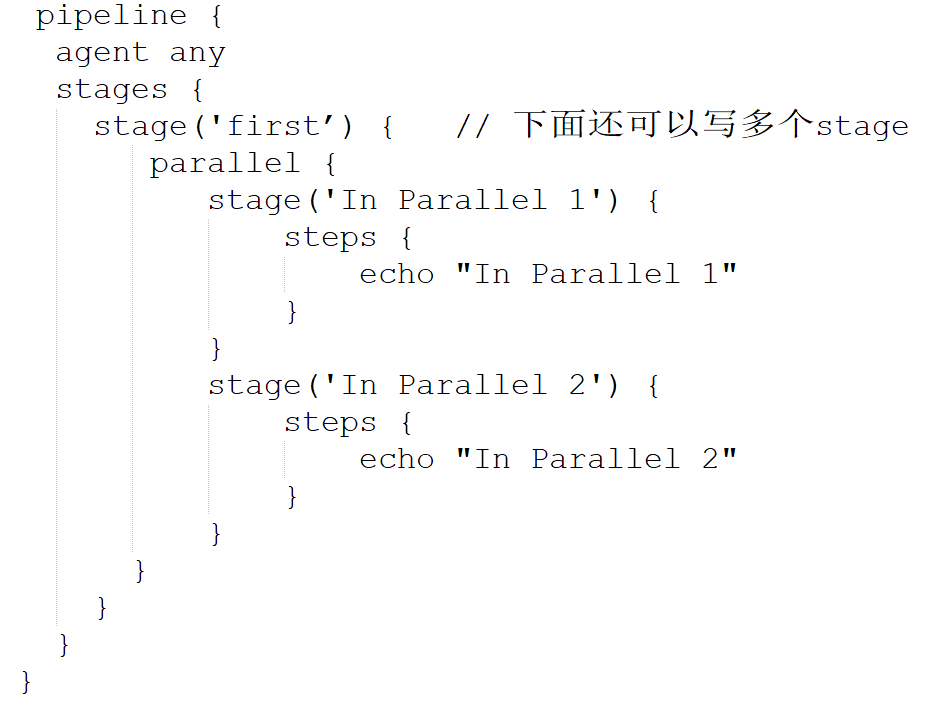 pipeline {
agent any
stages {
stage('first’) { // 下面还可以写多个stage
parallel {
stage('In Parallel 1') {
steps {
echo "In Parallel 1"
}
}
stage('In Parallel 2') {
steps {
echo "In Parallel 2"
}
}
}
}
}
}